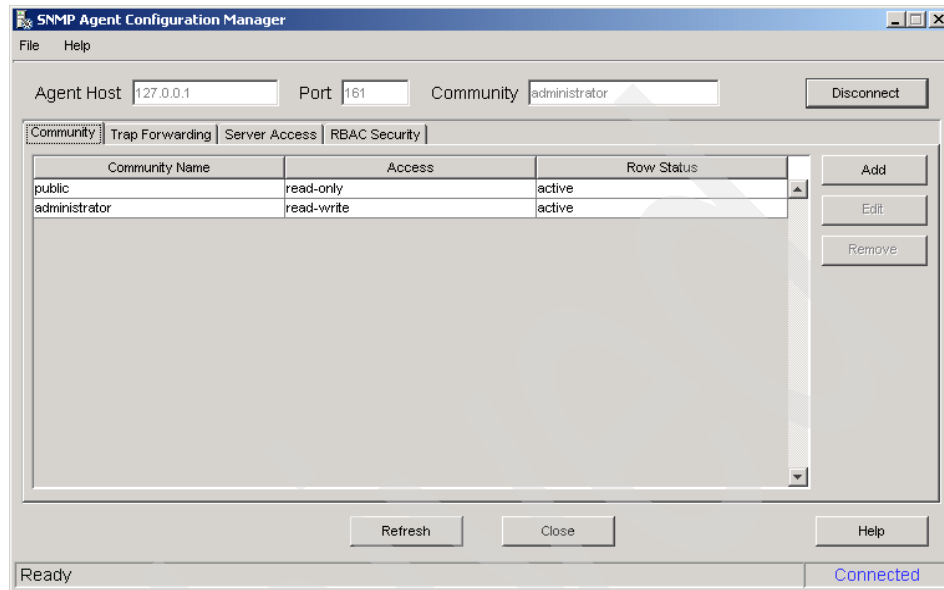 SNMP Agent Configuration Manager
File Help
Agent Host 127.0.0.1 Port 161 Community administrator Disconnect
Community Trap Forwarding Server Access RBAC Security
Community Name Access Row Status Add
public read-only active
administrator read-write active Edit
Remove
Refresh Close Help
Ready Connected